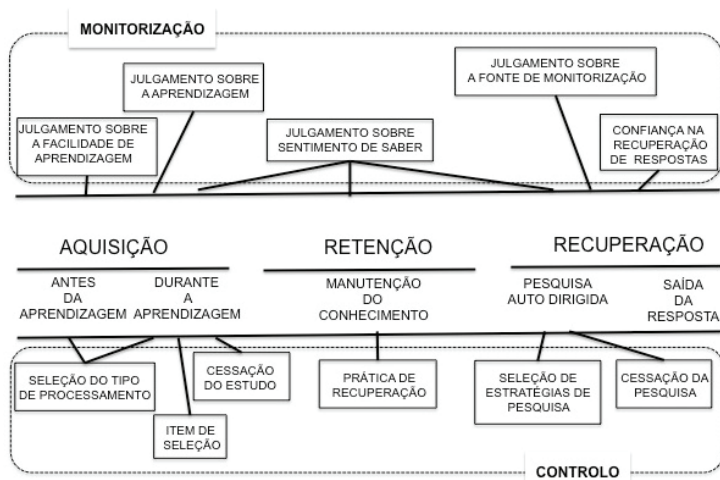 MONITORIZAÇÃO
JULGAMENTO SOBRE
A APRENDIZAGEM
JULGAMENTO SOBRE
A FONTE DE MONITORIZAÇÃO
JULGAMENTO SOBRE
A FACILIDADE DE
APRENDIZAGEM
JULGAMENTO SOBRE
SENTIMENTO DE SABER
CONFIANÇA NA
RECUPERAÇÃO
DE RESPOSTAS
AQUISIÇÃO
RETENÇÃO
RECUPERAÇÃO
ANTES
DA
APRENDIZAGEM
DURANTE
A
APRENDIZAGEM
MANUTENÇÃO
DO
CONHECIMENTO
PESQUISA
AUTO DIRIGIDA
SAÍDA
DA
RESPOSTA
SELEÇÃO DO TIPO
DE PROCESSAMENTO
CESSAÇÃO
DO ESTUDO
ITEM DE
SELEÇÃO
PRÁTICA DE
RECUPERAÇÃO
SELEÇÃO DE
ESTRATÉGIAS DE
PESQUISA
CESSAÇÃO DA
PESQUISA
CONTROLO